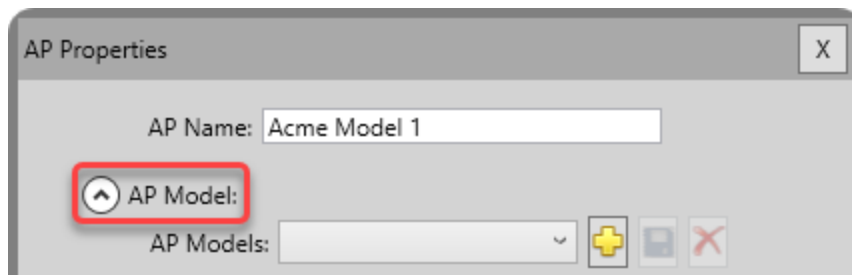 AP Properties X
AP Name: Acme Model 1
AP Model:
AP Models: